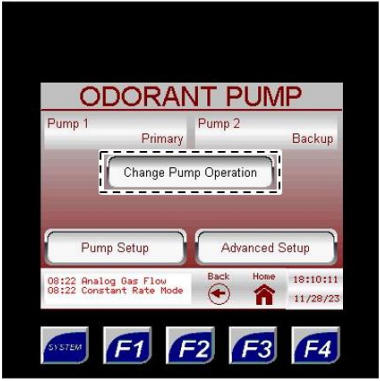 ODORANT PUMP
Pump 1 Pump 2
Primary Backup
Change Pump Operation
Pump Setup Advanced Setup
08:22 Analog Gas Flow
08:22 Constant Rate Mode
Back Home
18:10:11
11/28/23
SYSTEM F1 F2 F3 F4